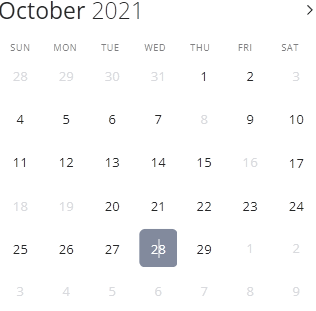 October 2021
SUN MON TUE WED THU FRI SAT
28 29 30 31 1 2 3
4 5 6 7 8 9 10
11 12 13 14 15 16 17
18 19 20 21 22 23 24
25 26 27 28 29 1 2
3 4 5 6 7 8 9